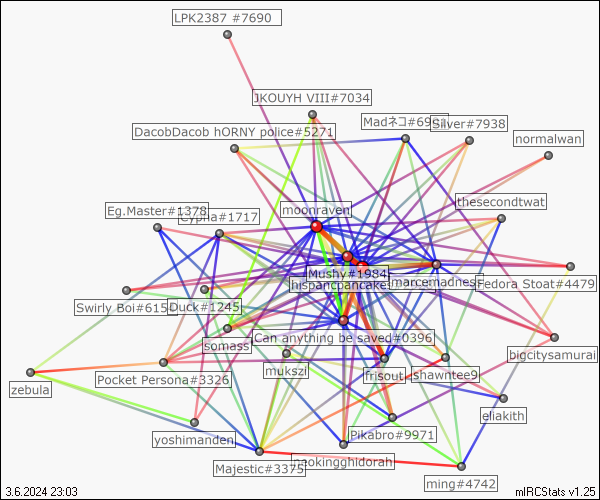 LPK2387 #7690
JKOUYH VIII#7034
Madネコ#69
Silver#7938
DacobDacob hORNY police#5271
normalwan
thesecondtwat
Eg.Master#1378
Cypria#1717
moonraven
Mushy#1984
hispancpancake
marcemadness
Fedora Stoat#4479
Swirly Boi#615
Duck#1245
somass
Can anything be saved#0396
bigcitysamurai
mukszi
frisout
shawntee9
zebula
Pocket Persona#3326
eliakith
yoshimanden
Pikabro#9971
Majestic#3375
ming#4742
3.6.2024 23:03
mIRCStats v1.25